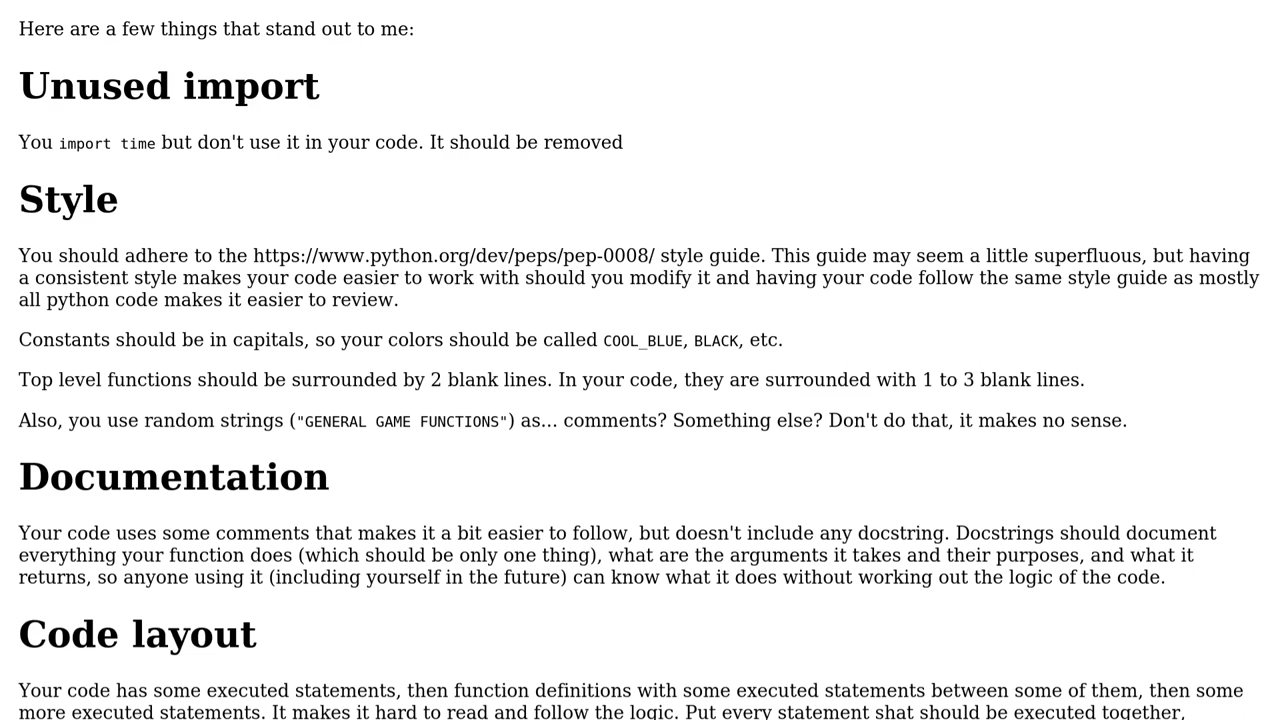 Here are a few things that stand out to me:
Unused import
You import time but don't use it in your code. It should be removed
Style
You should adhere to the https://www.python.org/dev/peps/pep-0008/ style guide. This guide may seem a little superfluous, but having
a consistent style makes your code easier to work with should you modify it and having your code follow the same style guide as mostly
all python code makes it easier to review.
Constants should be in capitals, so your colors should be called COOL_BLUE, BLACK, etc.
Top level functions should be surrounded by 2 blank lines. In your code, they are surrounded with 1 to 3 blank lines.
Also, you use random strings ("GENERAL GAME FUNCTIONS") as... comments? Something else? Don't do that, it makes no sense.
Documentation
Your code uses some comments that makes it a bit easier to follow, but doesn't include any docstring. Docstrings should document
everything your function does (which should be only one thing), what are the arguments it takes and their purposes, and what it
returns, so anyone using it (including yourself in the future) can know what it does without working out the logic of the code.
Code layout
Your code has some executed statements, then function definitions with some executed statements between some of them, then some
more executed statements. It makes it hard to read and follow the logic. Put every statement shat should be executed together,